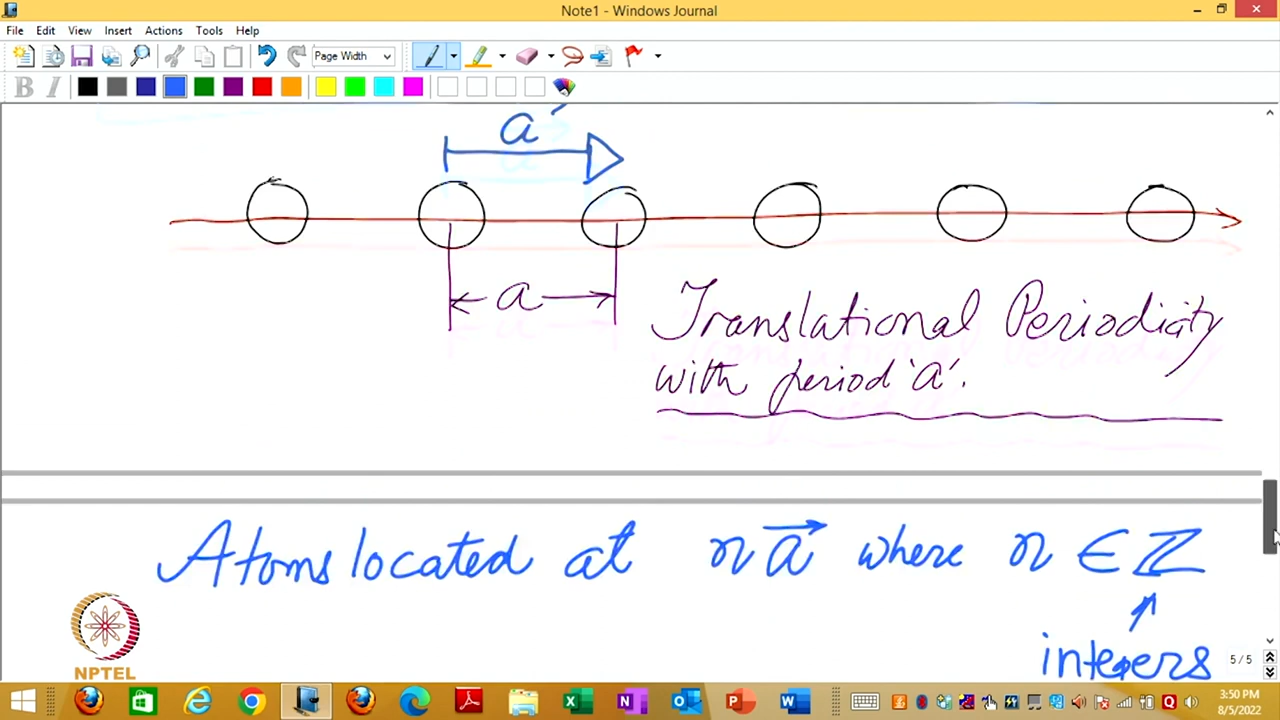 Note1 - Windows Journal
File Edit View Insert Actions Tools Help
Page Width
B I
a
a
Translational Periodicity
with period 'a'.
Atoms located at n a⃗ where n ∈ ℤ
↑
integers
NPTEL
5 / 5
3:50 PM
8/5/2022